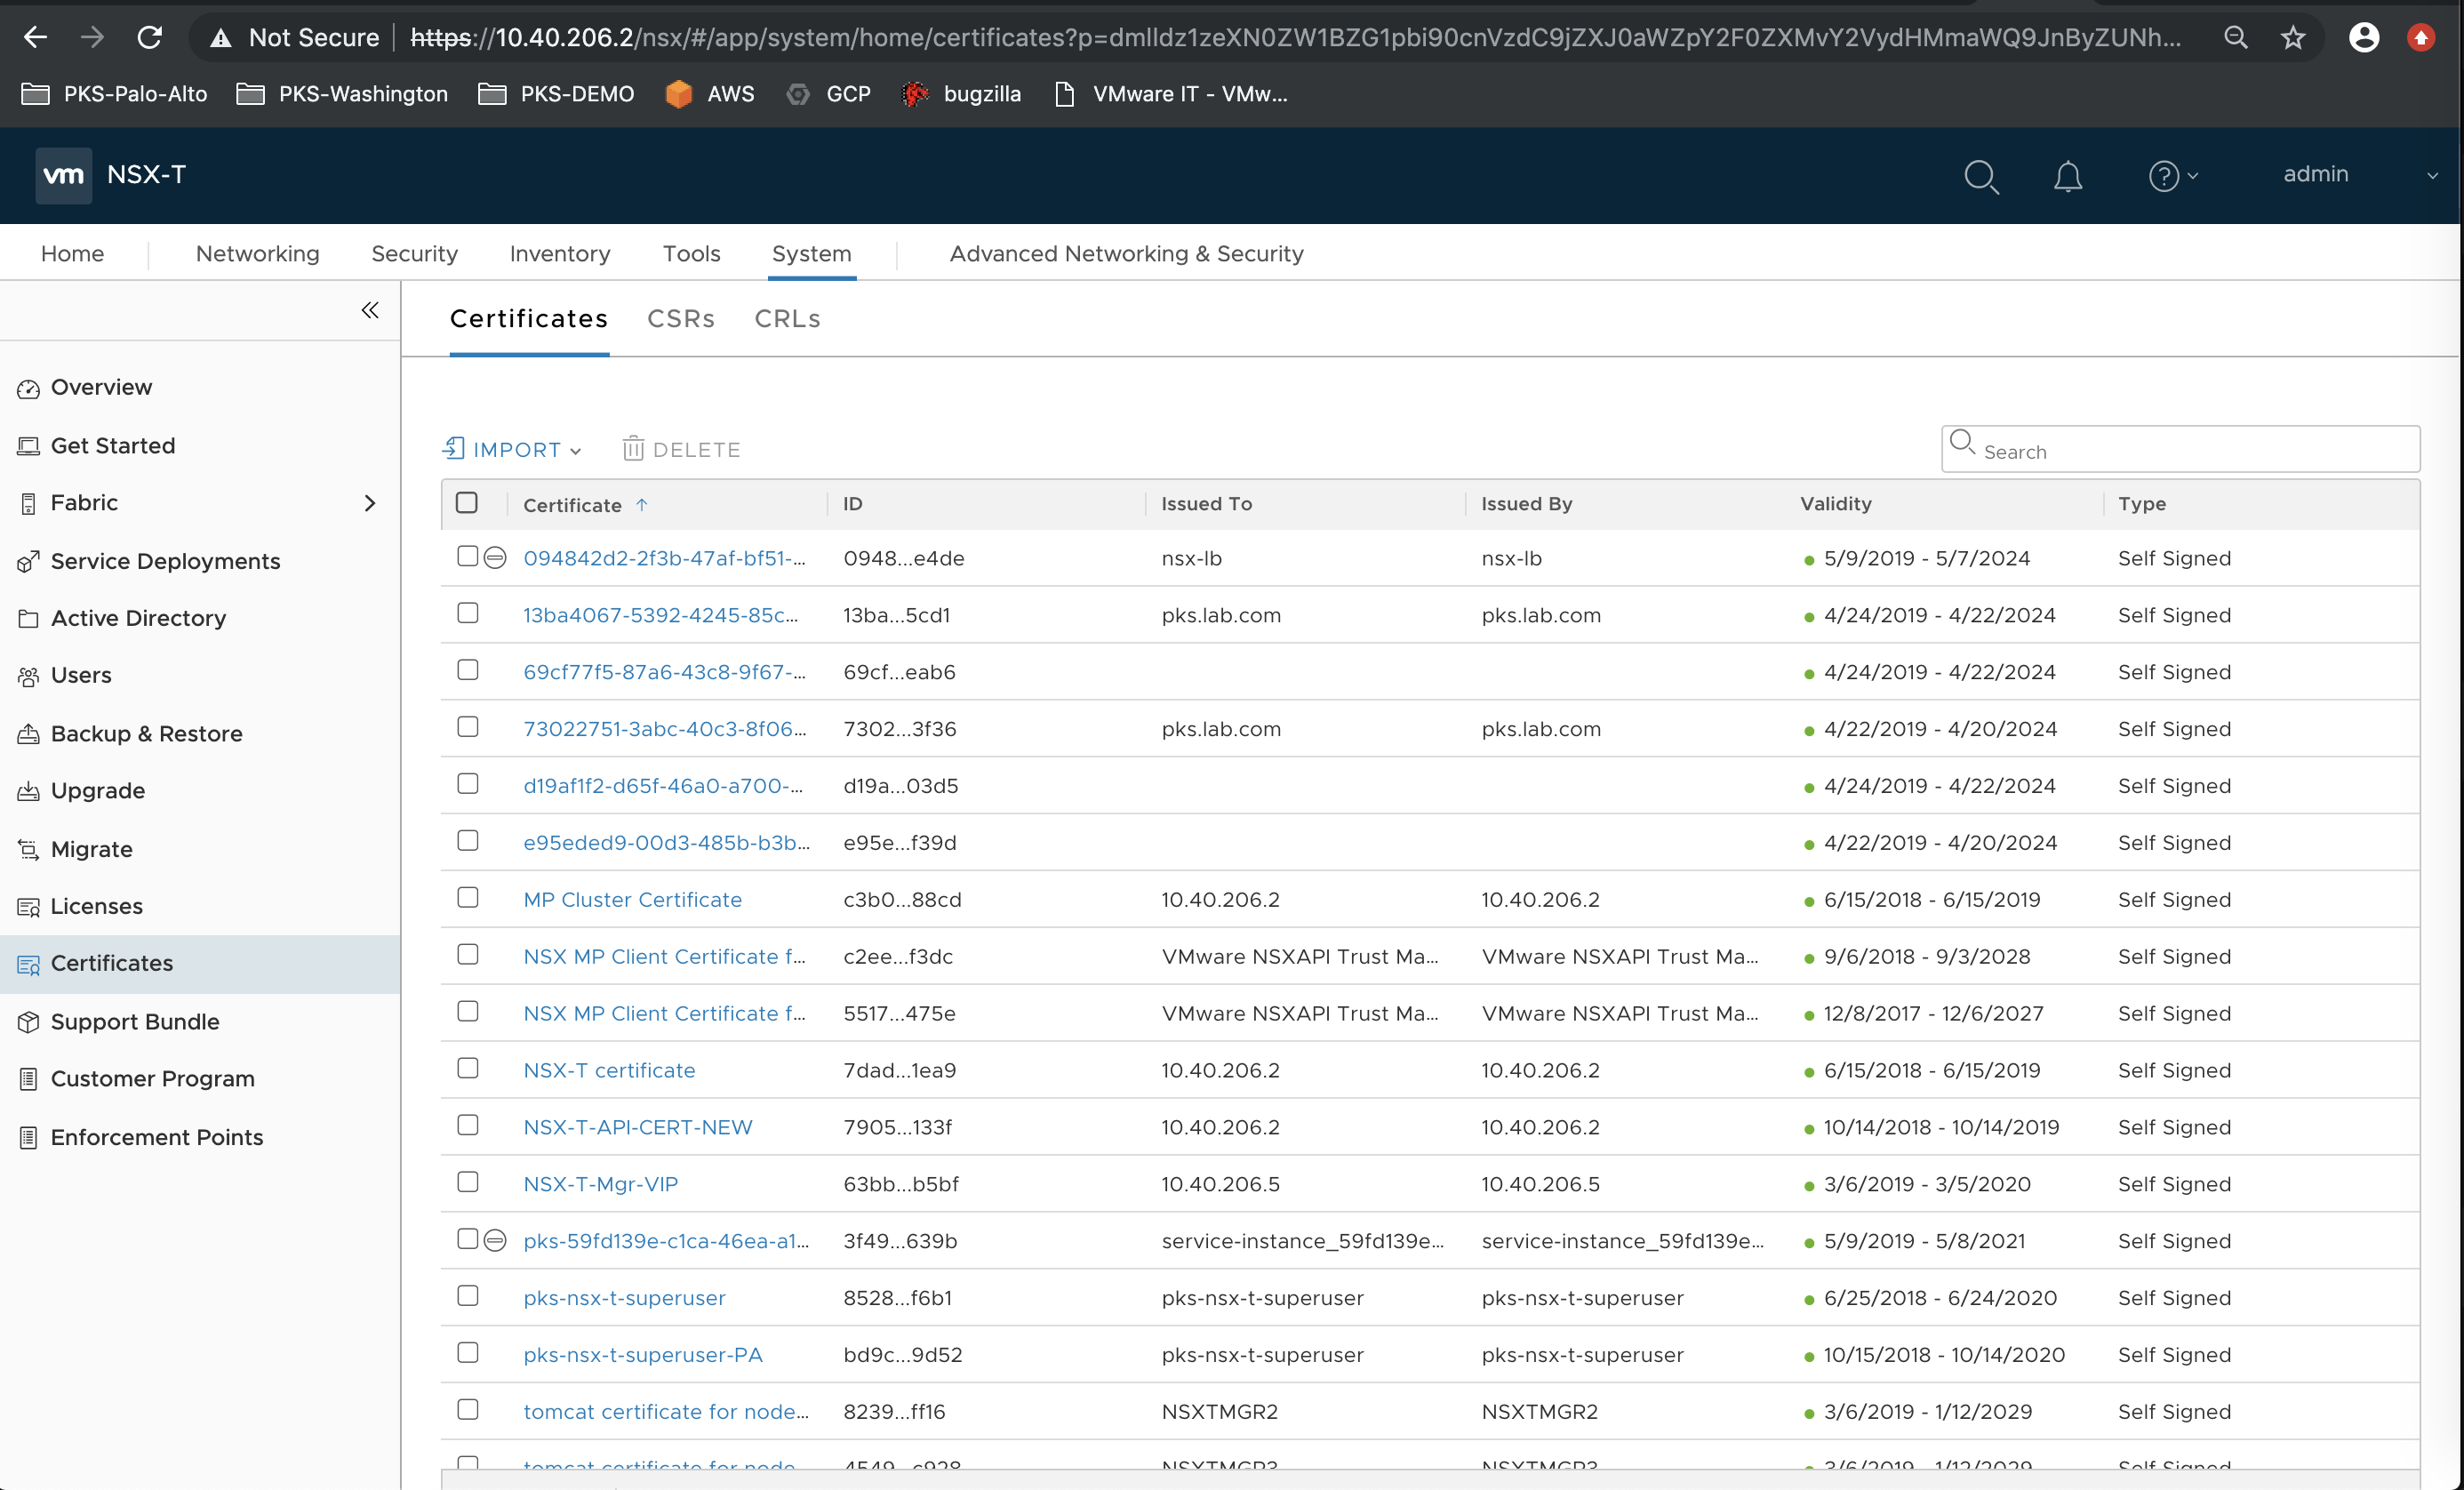 Not Secure https://10.40.206.2/nsx/#/app/system/home/certificates?p=dmlldz1zeXN0ZW1BZG1pbi90cnVzdC9jZXJ0aWZpY2F0ZXMvY2VydHMmaWQ9JnByZUNh...
PKS-Palo-Alto PKS-Washington PKS-DEMO AWS GCP bugzilla VMware IT - VMw...
vm NSX-T admin
Home Networking Security Inventory Tools System Advanced Networking & Security
Certificates CSRs CRLs
Overview
Get Started
Fabric
Service Deployments
Active Directory
Users
Backup & Restore
Upgrade
Migrate
Licenses
Certificates
Support Bundle
Customer Program
Enforcement Points
IMPORT DELETE Search
Certificate ID Issued To Issued By Validity Type
094842d2-2f3b-47af-bf51-... 0948...e4de nsx-lb nsx-lb 5/9/2019 - 5/7/2024 Self Signed
13ba4067-5392-4245-85c... 13ba...5cd1 pks.lab.com pks.lab.com 4/24/2019 - 4/22/2024 Self Signed
69cf77f5-87a6-43c8-9f67-... 69cf...eab6 4/24/2019 - 4/22/2024 Self Signed
73022751-3abc-40c3-8f06... 7302...3f36 pks.lab.com pks.lab.com 4/22/2019 - 4/20/2024 Self Signed
d19af1f2-d65f-46a0-a700-... d19a...03d5 4/24/2019 - 4/22/2024 Self Signed
e95eded9-00d3-485b-b3b... e95e...f39d 4/22/2019 - 4/20/2024 Self Signed
MP Cluster Certificate c3b0...88cd 10.40.206.2 10.40.206.2 6/15/2018 - 6/15/2019 Self Signed
NSX MP Client Certificate f... c2ee...f3dc VMware NSXAPI Trust Ma... VMware NSXAPI Trust Ma... 9/6/2018 - 9/3/2028 Self Signed
NSX MP Client Certificate f... 5517...475e VMware NSXAPI Trust Ma... VMware NSXAPI Trust Ma... 12/8/2017 - 12/6/2027 Self Signed
NSX-T certificate 7dad...1ea9 10.40.206.2 10.40.206.2 6/15/2018 - 6/15/2019 Self Signed
NSX-T-API-CERT-NEW 7905...133f 10.40.206.2 10.40.206.2 10/14/2018 - 10/14/2019 Self Signed
NSX-T-Mgr-VIP 63bb...b5bf 10.40.206.5 10.40.206.5 3/6/2019 - 3/5/2020 Self Signed
pks-59fd139e-c1ca-46ea-a1... 3f49...639b service-instance_59fd139e... service-instance_59fd139e... 5/9/2019 - 5/8/2021 Self Signed
pks-nsx-t-superuser 8528...f6b1 pks-nsx-t-superuser pks-nsx-t-superuser 6/25/2018 - 6/24/2020 Self Signed
pks-nsx-t-superuser-PA bd9c...9d52 pks-nsx-t-superuser pks-nsx-t-superuser 10/15/2018 - 10/14/2020 Self Signed
tomcat certificate for node... 8239...ff16 NSXTMGR2 NSXTMGR2 3/6/2019 - 1/12/2029 Self Signed
tomcat certificate for node... 4549...c928 NSXTMGR3 NSXTMGR3 3/6/2019 - 1/12/2029 Self Signed